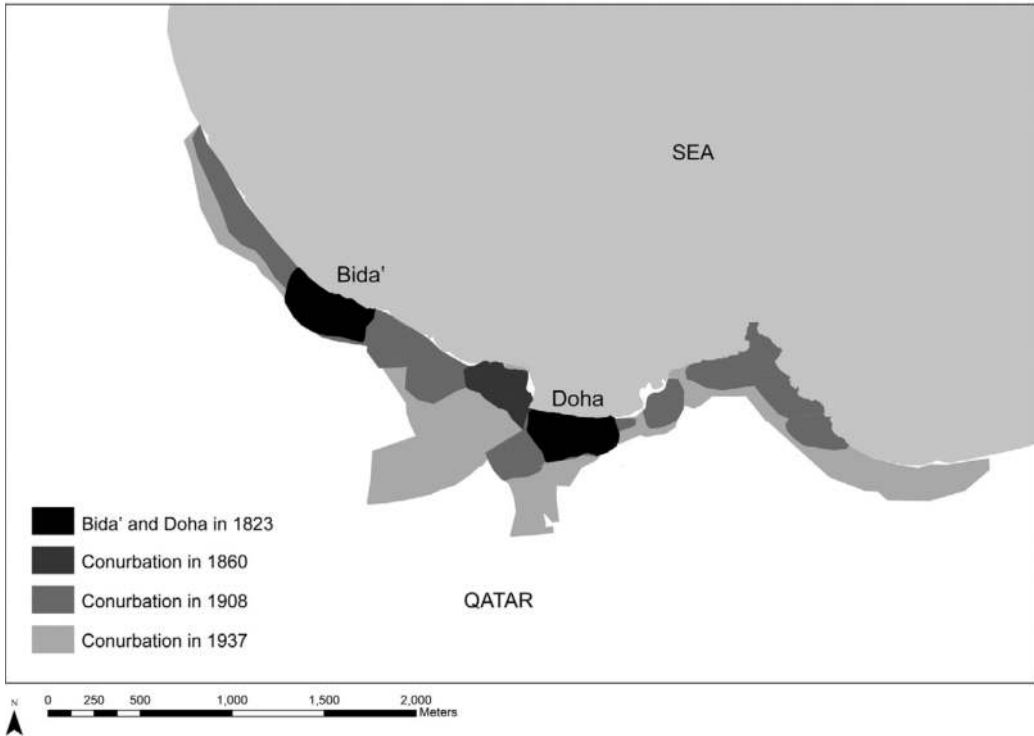 SEA
Bida'
Doha
Bida' and Doha in 1823
Conurbation in 1860
Conurbation in 1908
QATAR
Conurbation in 1937
N
0 250 500 1,000 1,500 2,000
Meters